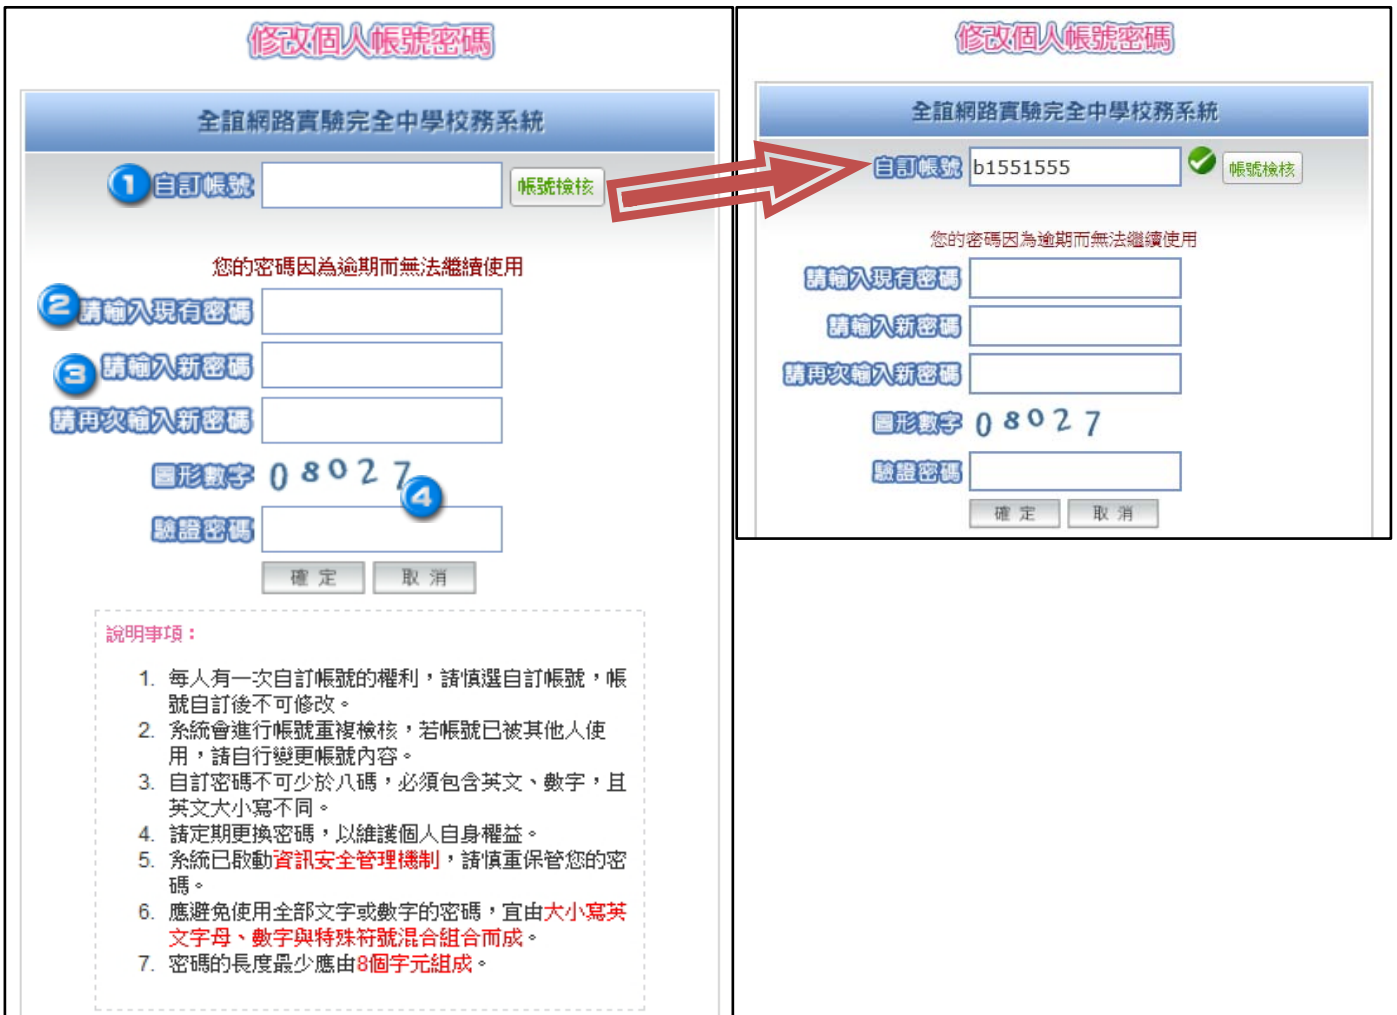 修改個人帳號密碼
全誼網路實驗完全中學校務系統
1 自訂帳號 帳號檢核
您的密碼因為逾期而無法繼續使用
2 請輸入現有密碼
3 請輸入新密碼
請再次輸入新密碼
圖形數字 08027
4
驗證密碼
確定 取消
說明事項：
1. 每人有一次自訂帳號的權利，請慎選自訂帳號，帳
號自訂後不可修改。
2. 系統會進行帳號重複檢核，若帳號已被其他人使
用，請自行變更帳號內容。
3. 自訂密碼不可少於八碼，必須包含英文、數字，且
英文大小寫不同。
4. 請定期更換密碼，以維護個人自身權益。
5. 系統已啟動資訊安全管理機制，請慎重保管您的密
碼。
6. 應避免使用全部文字或數字的密碼，宜由大小寫英
文字母、數字與特殊符號混合組合而成。
7. 密碼的長度最少應由8個字元組成。
修改個人帳號密碼
全誼網路實驗完全中學校務系統
自訂帳號 b1551555 帳號檢核
您的密碼因為逾期而無法繼續使用
請輸入現有密碼
請輸入新密碼
請再次輸入新密碼
圖形數字 08027
驗證密碼
確定 取消